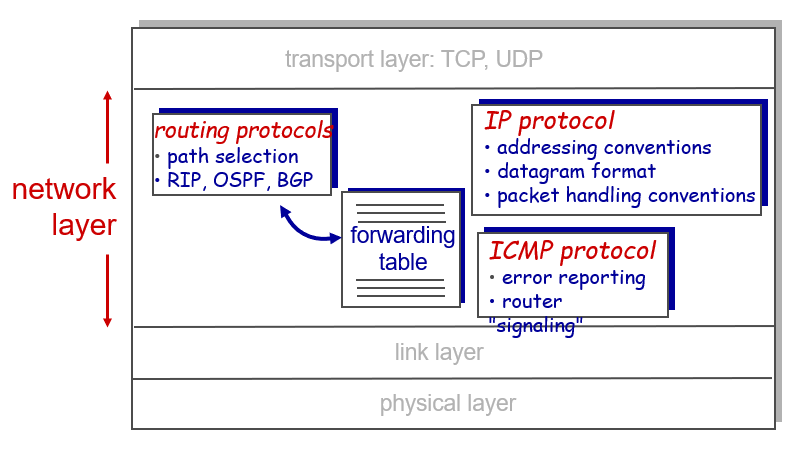 transport layer: TCP, UDP
network
layer
routing protocols
• path selection
• RIP, OSPF, BGP
forwarding
table
IP protocol
• addressing conventions
• datagram format
• packet handling conventions
ICMP protocol
• error reporting
• router
"signaling"
link layer
physical layer